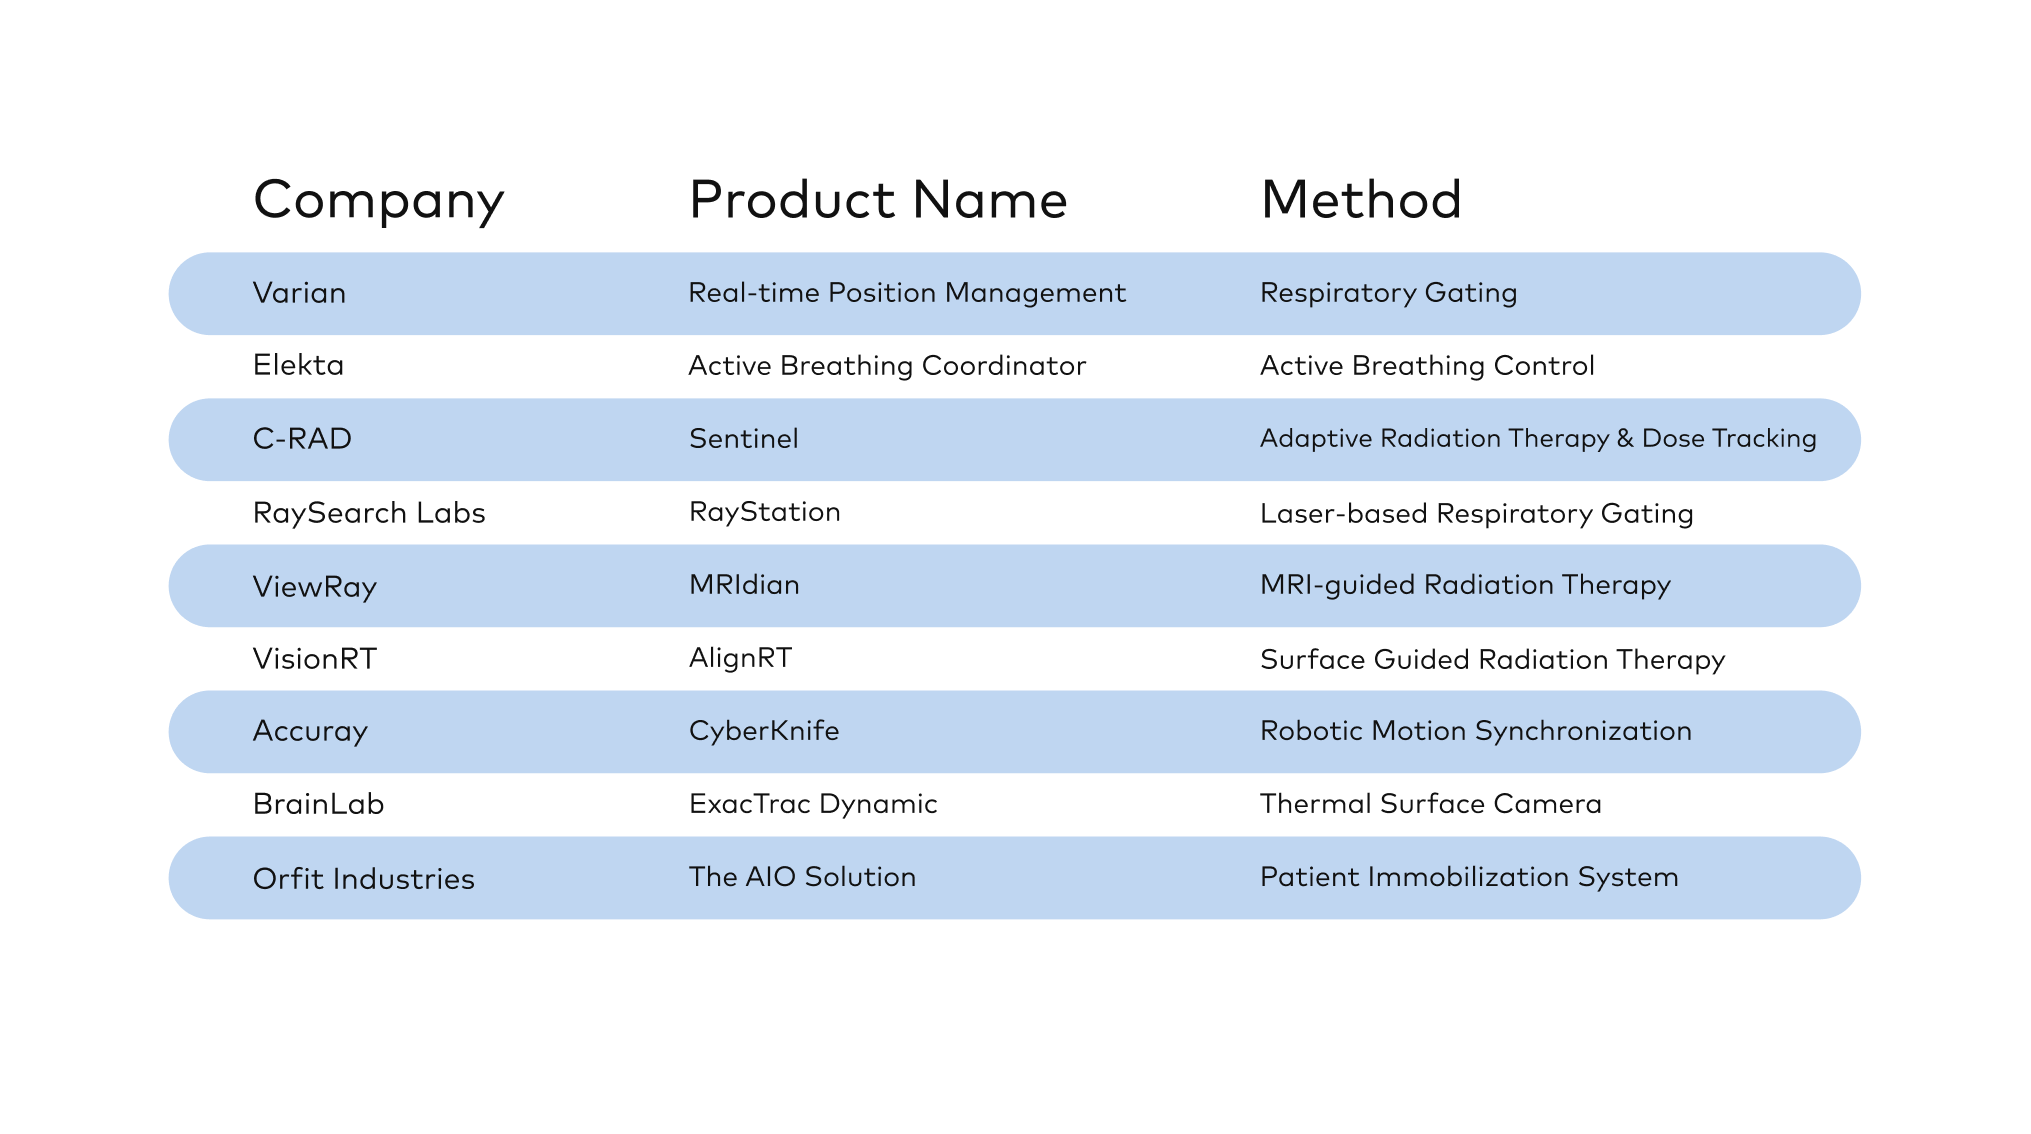 Company Product Name Method
Varian Real-time Position Management Respiratory Gating
Elekta Active Breathing Coordinator Active Breathing Control
C-RAD Sentinel Adaptive Radiation Therapy & Dose Tracking
RaySearch Labs RayStation Laser-based Respiratory Gating
ViewRay MRIdian MRI-guided Radiation Therapy
VisionRT AlignRT Surface Guided Radiation Therapy
Accuray CyberKnife Robotic Motion Synchronization
BrainLab ExacTrac Dynamic Thermal Surface Camera
Orfit Industries The AIO Solution Patient Immobilization System